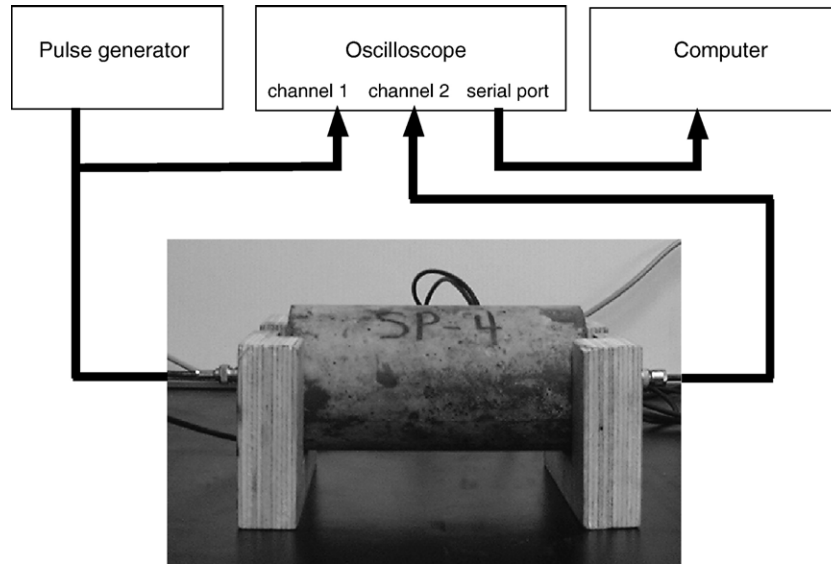 Pulse generator
Oscilloscope
channel 1 channel 2 serial port
Computer
SP-4